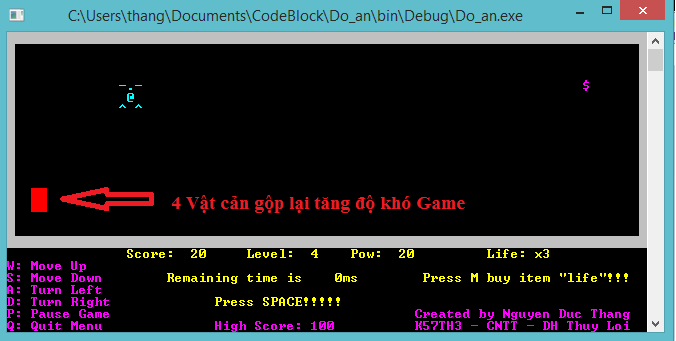 C:\Users\thang\Documents\CodeBlock\Do_an\bin\Debug\Do_an.exe
$
@
^ ^
4 Vật cản gộp lại tăng độ khó Game
Score: 20 Level: 4 Pow: 20 Life: x3
W: Move Up
S: Move Down Remaining time is 0ms Press M buy item "life"!!!
A: Turn Left
D: Turn Right Press SPACE!!!!!
P: Pause Game Created by Nguyen Duc Thang
Q: Quit Menu High Score: 100 K57TH3 - CNTT - DH Thuy Loi